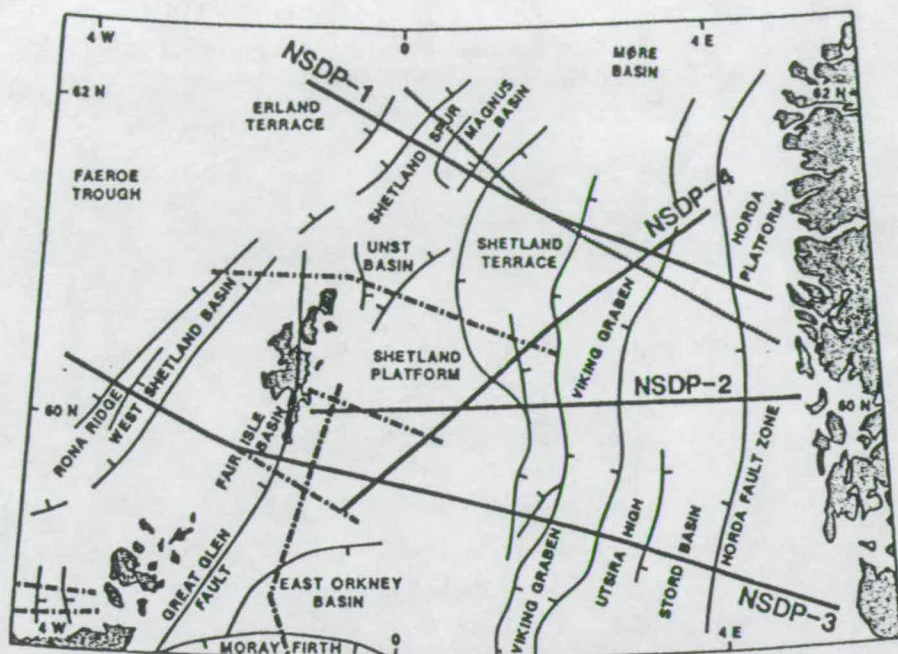 4 W
0
4 E
NSDP-1
MØRE
BASIN
62 N
62 N
ERLAND
TERRACE
SHETLAND SPUR
MAGNUS
BASIN
FAEROE
TROUGH
NSDP-4
HORDA
PLATFORM
UNST
BASIN
SHETLAND
TERRACE
WEST SHETLAND BASIN
RONA RIDGE
SHETLAND
PLATFORM
VIKING GRABEN
NSDP-2
60 N
60 N
FAIR ISLE
BASIN
HORDA FAULT ZONE
GREAT GLEN
FAULT
EAST ORKNEY
BASIN
VIKING GRABEN
UTSIRA HIGH
STORD BASIN
NSDP-3
4 W
MORAY FIRTH
0
4 E